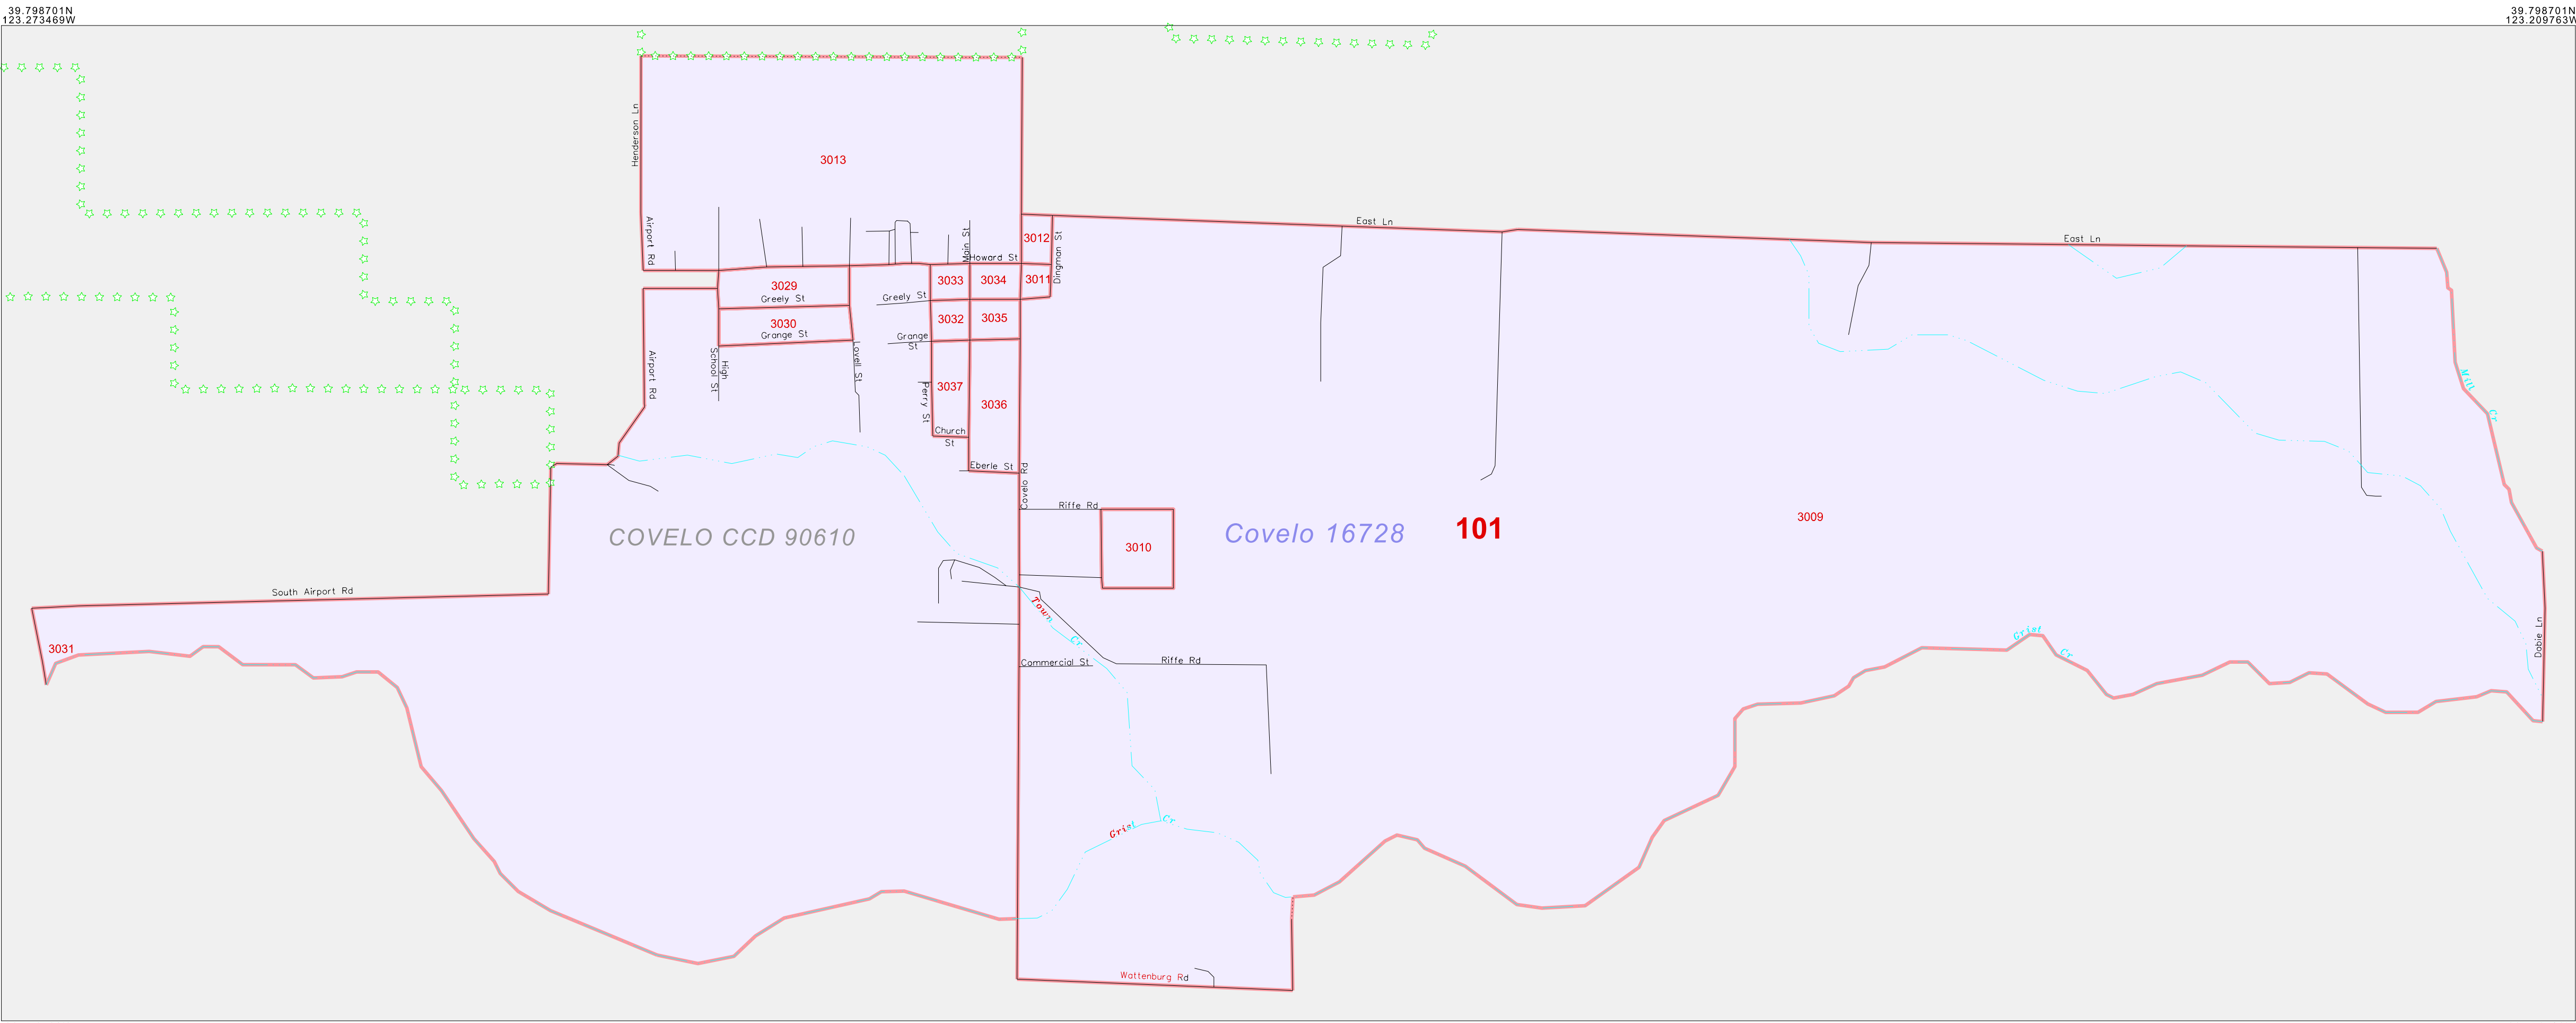 39.798701N
123.273469W
39.798701N
123.209763W
Henderson Ln
3013
Airport Rd
Main St
Howard St
3012
Dingman St
East Ln
East Ln
3029
Greely St
3033
3034
3011
Greely St
3030
Grange St
3032
3035
Grange
St
Airport Rd
School St
High
Lovell St
3037
Perry St
3036
Church
St
Eberle St
Covelo Rd
Mill
Cr
Riffe Rd
3010
COVELO CCD 90610
Covelo 16728
101
3009
South Airport Rd
3031
Town
Cr
Commercial St
Riffe Rd
Grist
Cr
Dobie Ln
Grist
Cr
Wattenburg Rd